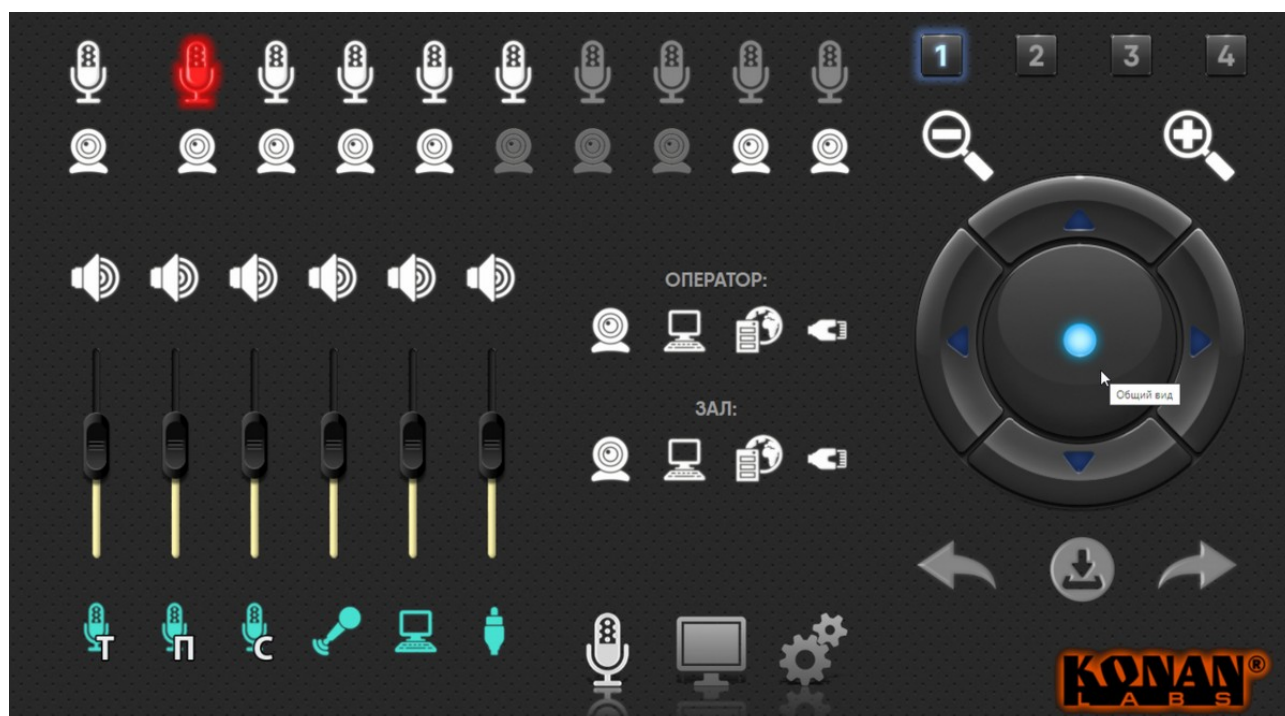 1 2 3 4
ОПЕРАТОР:
Общий вид
ЗАЛ:
Т П С
KONAN®
LABS